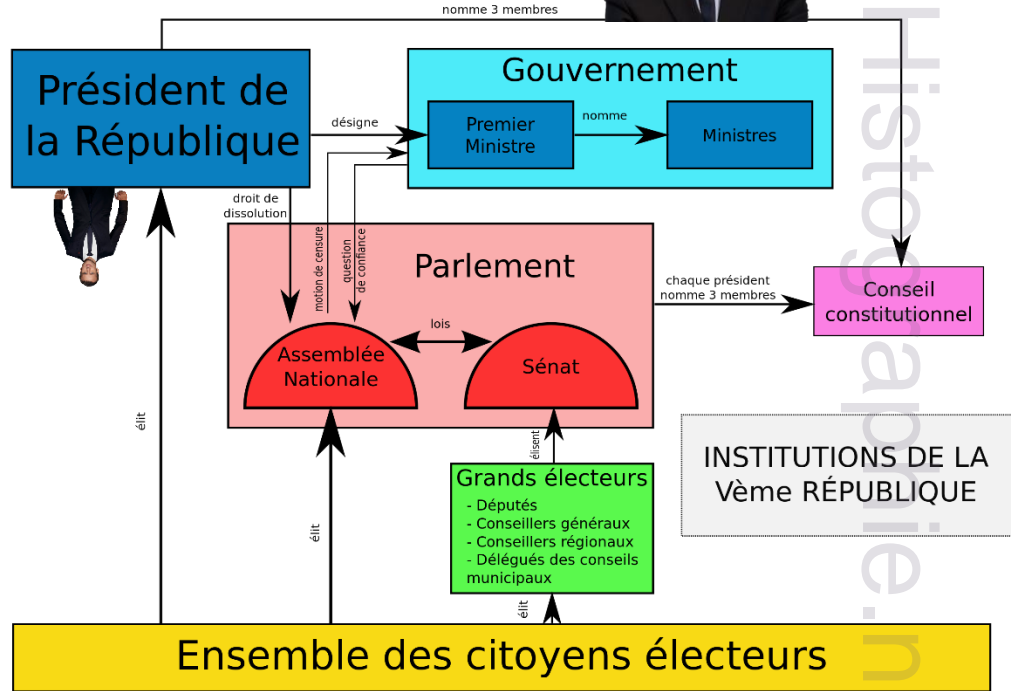 nomme 3 membres
Président de
la République
Gouvernement
désigne
Premier
Ministre
nomme
Ministres
droit de
dissolution
motion de censure
question
de confiance
Parlement
chaque président
nomme 3 membres
Conseil
constitutionnel
lois
Assemblée
Nationale
Sénat
élit
élit
élisent
Grands électeurs
- Députés
- Conseillers généraux
- Conseillers régionaux
- Délégués des conseils
municipaux
élit
INSTITUTIONS DE LA
Vème RÉPUBLIQUE
Ensemble des citoyens électeurs
Histographie.n